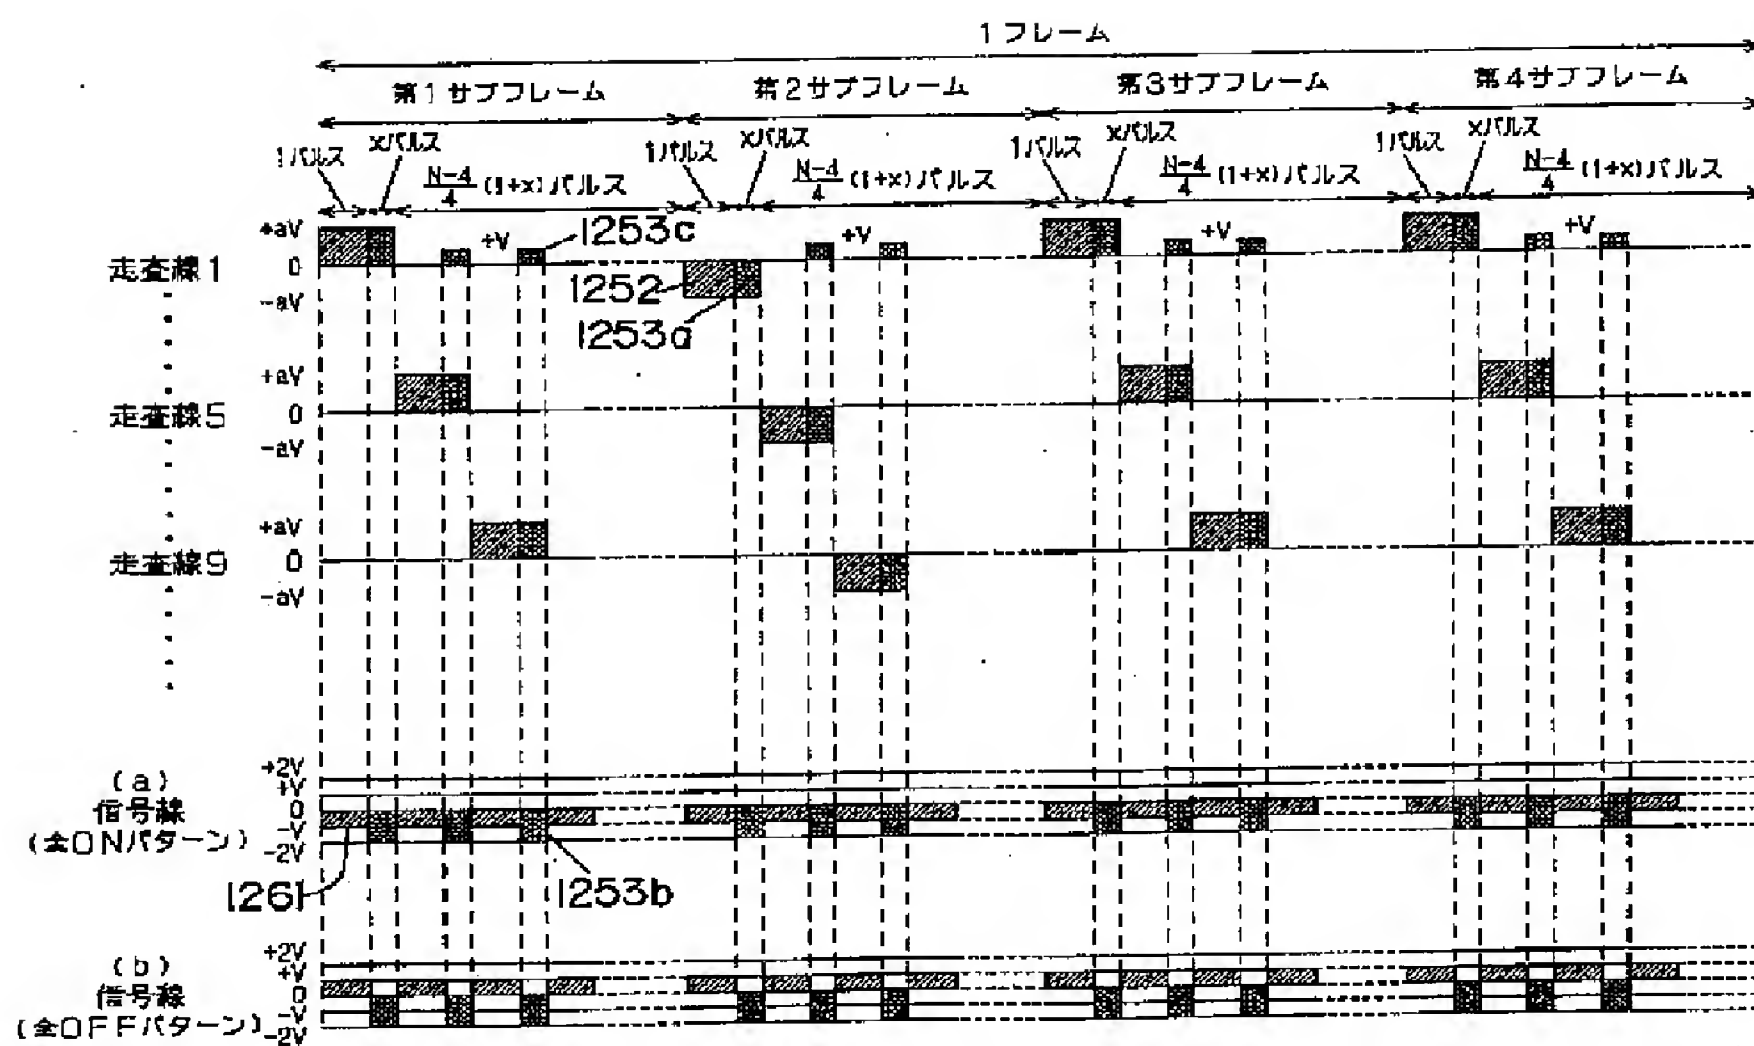 1フレーム
第1サブフレーム 第2サブフレーム 第3サブフレーム 第4サブフレーム
1パルス xパルス 1パルス xパルス 1パルス xパルス 1パルス xパルス
N-4/4 (1+x)パルス N-4/4 (1+x)パルス N-4/4 (1+x)パルス N-4/4 (1+x)パルス
+aV +V 1253c +V +V +V
走査線1 0
-aV 1252
1253a
+aV
走査線5 0
-aV
+aV
走査線9 0
-aV
(a)
信号線
(全ONパターン)
+2V
+V
0
-V
-2V
1261 1253b
(b)
信号線
(全OFFパターン)
+2V
+V
0
-V
-2V